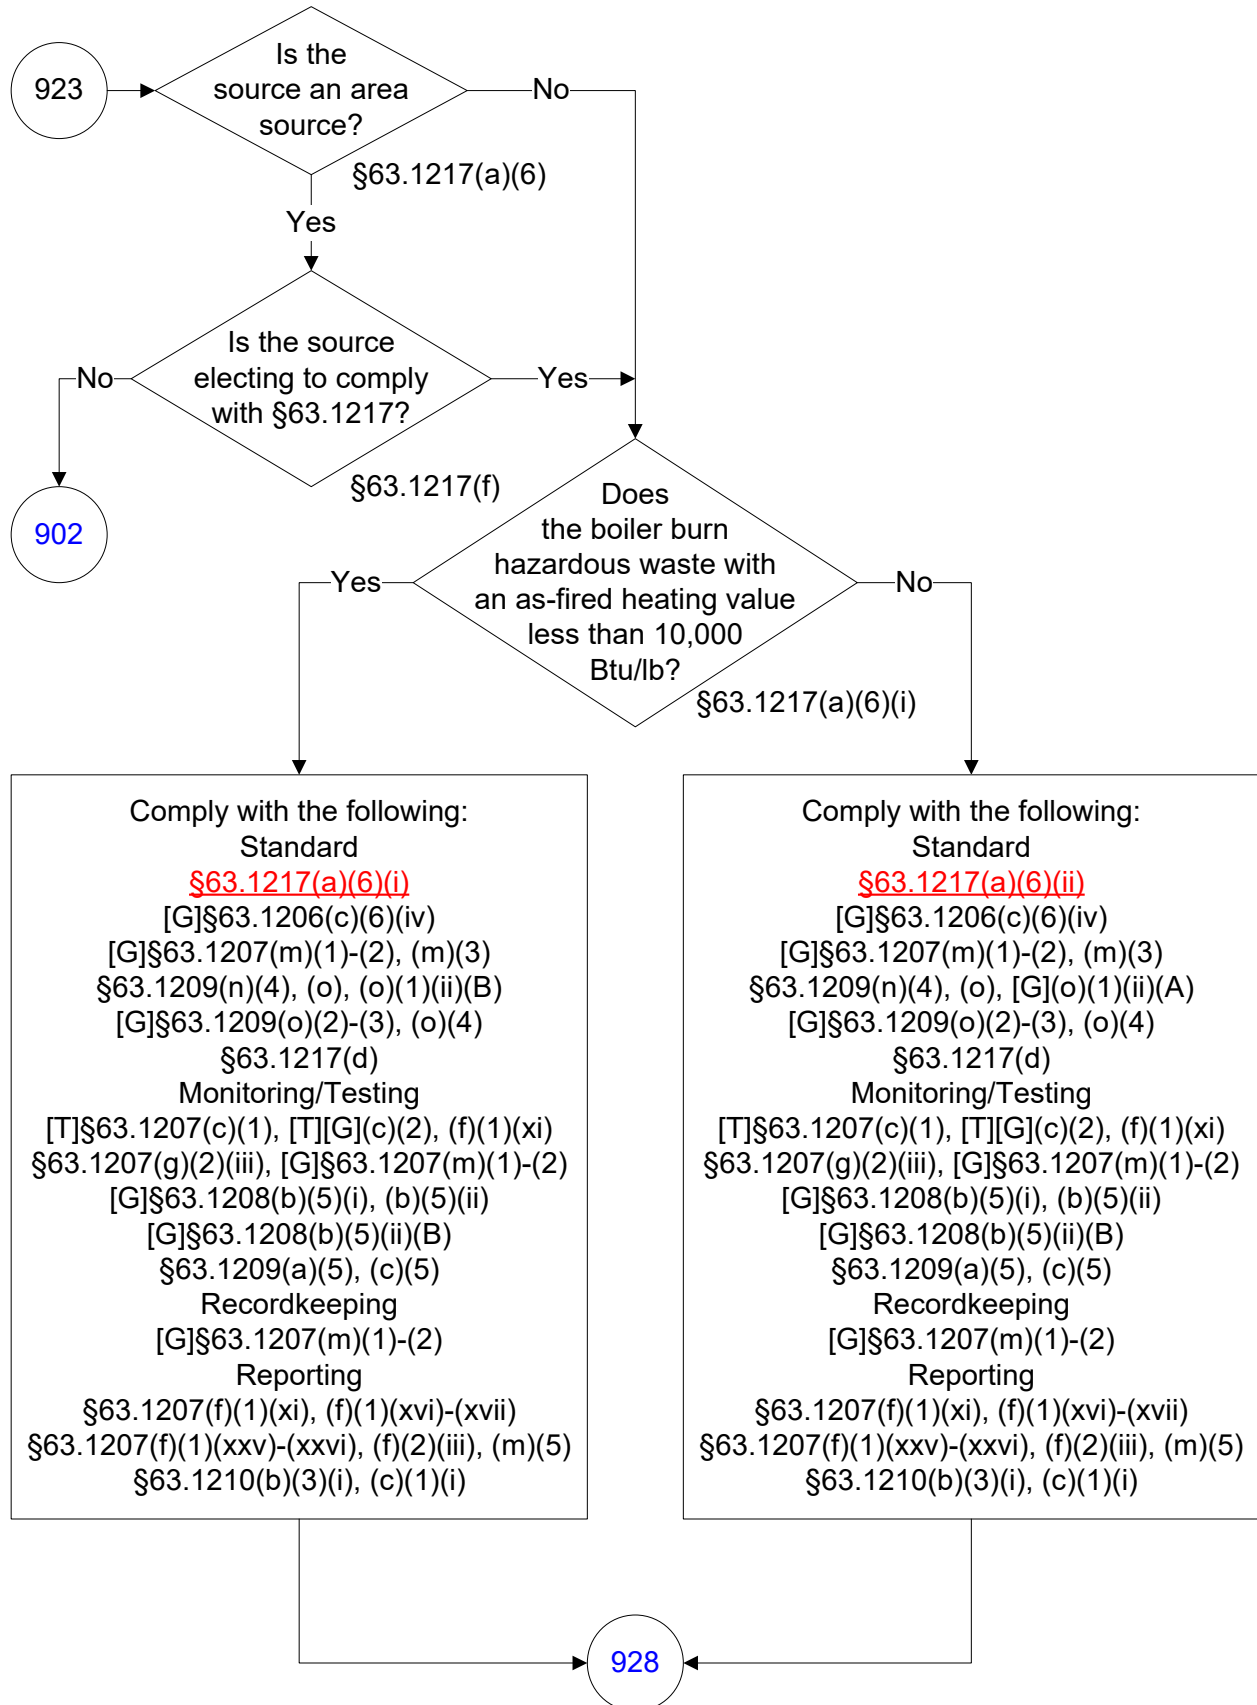 923
Is the
source an area
source?
No
§63.1217(a)(6)
Yes
Is the source
electing to comply
with §63.1217?
No
Yes
§63.1217(f)
902
Does
the boiler burn
hazardous waste with
an as-fired heating value
less than 10,000
Btu/lb?
Yes
No
§63.1217(a)(6)(i)
Comply with the following:
Standard
§63.1217(a)(6)(i)
[G]§63.1206(c)(6)(iv)
[G]§63.1207(m)(1)-(2), (m)(3)
§63.1209(n)(4), (o), (o)(1)(ii)(B)
[G]§63.1209(o)(2)-(3), (o)(4)
§63.1217(d)
Monitoring/Testing
[T]§63.1207(c)(1), [T][G](c)(2), (f)(1)(xi)
§63.1207(g)(2)(iii), [G]§63.1207(m)(1)-(2)
[G]§63.1208(b)(5)(i), (b)(5)(ii)
[G]§63.1208(b)(5)(ii)(B)
§63.1209(a)(5), (c)(5)
Recordkeeping
[G]§63.1207(m)(1)-(2)
Reporting
§63.1207(f)(1)(xi), (f)(1)(xvi)-(xvii)
§63.1207(f)(1)(xxv)-(xxvi), (f)(2)(iii), (m)(5)
§63.1210(b)(3)(i), (c)(1)(i)
Comply with the following:
Standard
§63.1217(a)(6)(ii)
[G]§63.1206(c)(6)(iv)
[G]§63.1207(m)(1)-(2), (m)(3)
§63.1209(n)(4), (o), [G](o)(1)(ii)(A)
[G]§63.1209(o)(2)-(3), (o)(4)
§63.1217(d)
Monitoring/Testing
[T]§63.1207(c)(1), [T][G](c)(2), (f)(1)(xi)
§63.1207(g)(2)(iii), [G]§63.1207(m)(1)-(2)
[G]§63.1208(b)(5)(i), (b)(5)(ii)
[G]§63.1208(b)(5)(ii)(B)
§63.1209(a)(5), (c)(5)
Recordkeeping
[G]§63.1207(m)(1)-(2)
Reporting
§63.1207(f)(1)(xi), (f)(1)(xvi)-(xvii)
§63.1207(f)(1)(xxv)-(xxvi), (f)(2)(iii), (m)(5)
§63.1210(b)(3)(i), (c)(1)(i)
928